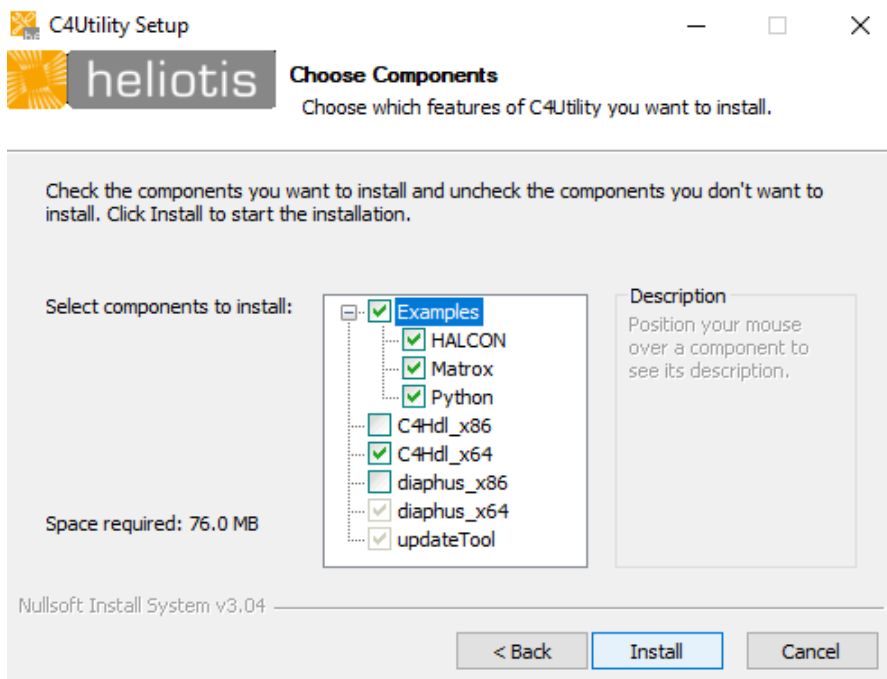 C4Utility Setup
heliotis
Choose Components
Choose which features of C4Utility you want to install.
Check the components you want to install and uncheck the components you don't want to
install. Click Install to start the installation.
Select components to install:
Examples
HALCON
Matrox
Python
C4Hdl_x86
C4Hdl_x64
diaphus_x86
diaphus_x64
updateTool
Space required: 76.0 MB
Description
Position your mouse
over a component to
see its description.
Nullsoft Install System v3.04
< Back
Install
Cancel